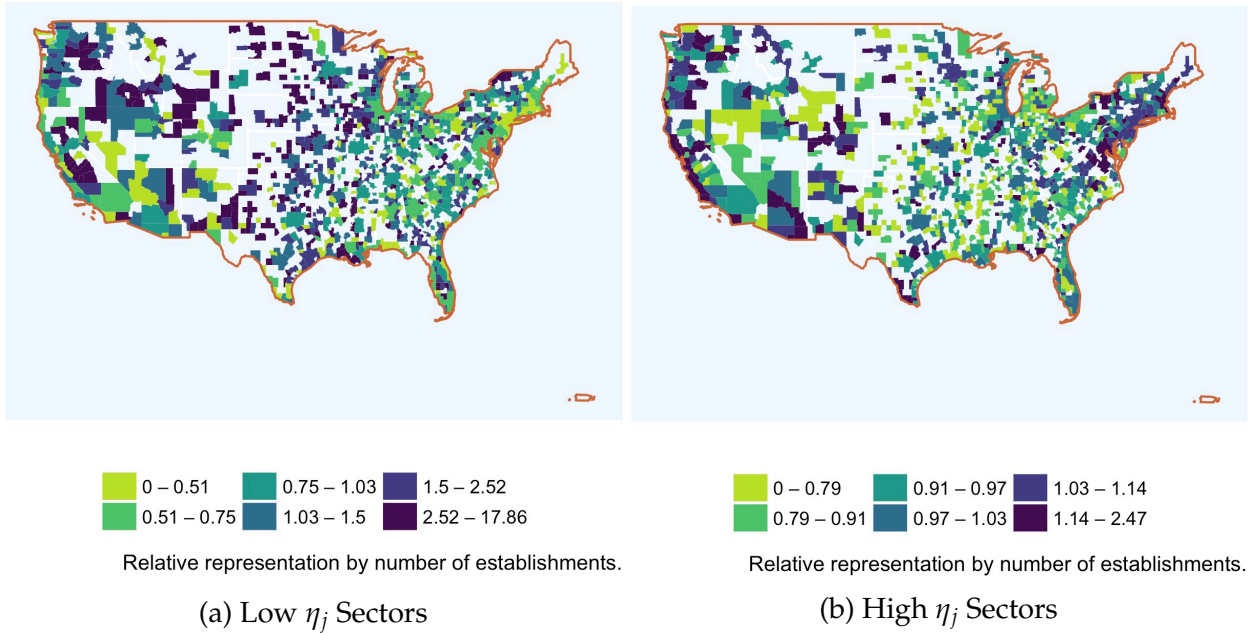 0 – 0.51 0.75 – 1.03 1.5 – 2.52
0.51 – 0.75 1.03 – 1.5 2.52 – 17.86
Relative representation by number of establishments.
(a) Low ηj Sectors
0 – 0.79 0.91 – 0.97 1.03 – 1.14
0.79 – 0.91 0.97 – 1.03 1.14 – 2.47
Relative representation by number of establishments.
(b) High ηj Sectors